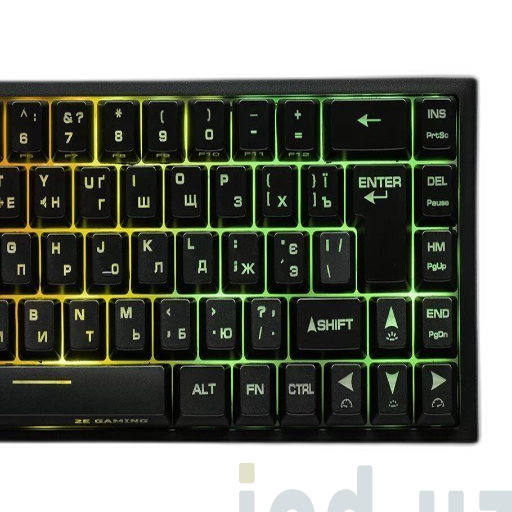 ^ : & ? * ( ) - + INS
6 7 7 8 9 0 - = PrtSc
F6 F7 F8 F9 F10 F11 F12
Y U Г I O P { } Ї DEL
Е Н Г Ш Щ З [ Х ] Ъ ENTER Pause
G H J K L : " Є | HM
П Р О Л Д ; Ж ' Э \ / PgUp
B N M < > ? , SHIFT END
И Т Ь , Б . Ю / . PgDn
ALT FN CTRL
2E GAMING